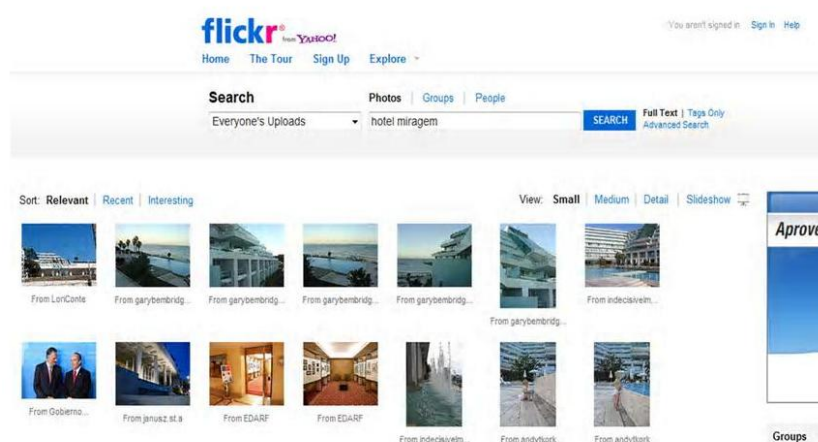 flickr from YAHOO!
You aren't signed in Sign In Help
Home The Tour Sign Up Explore
Search
Photos | Groups | People
Everyone's Uploads hotel miragem SEARCH
Full Text | Tags Only
Advanced Search
Sort: Relevant | Recent | Interesting
View: Small | Medium | Detail | Slideshow
Aprove
From LoriConte From garybembridg... From garybembridg... From garybembridg... From garybembridg... From indecisivelm...
From garybembridg...
From Gobierno... From janusz.st.a From EDARF From EDARF
From indecisivelm... From andytkork From andytkork
Groups